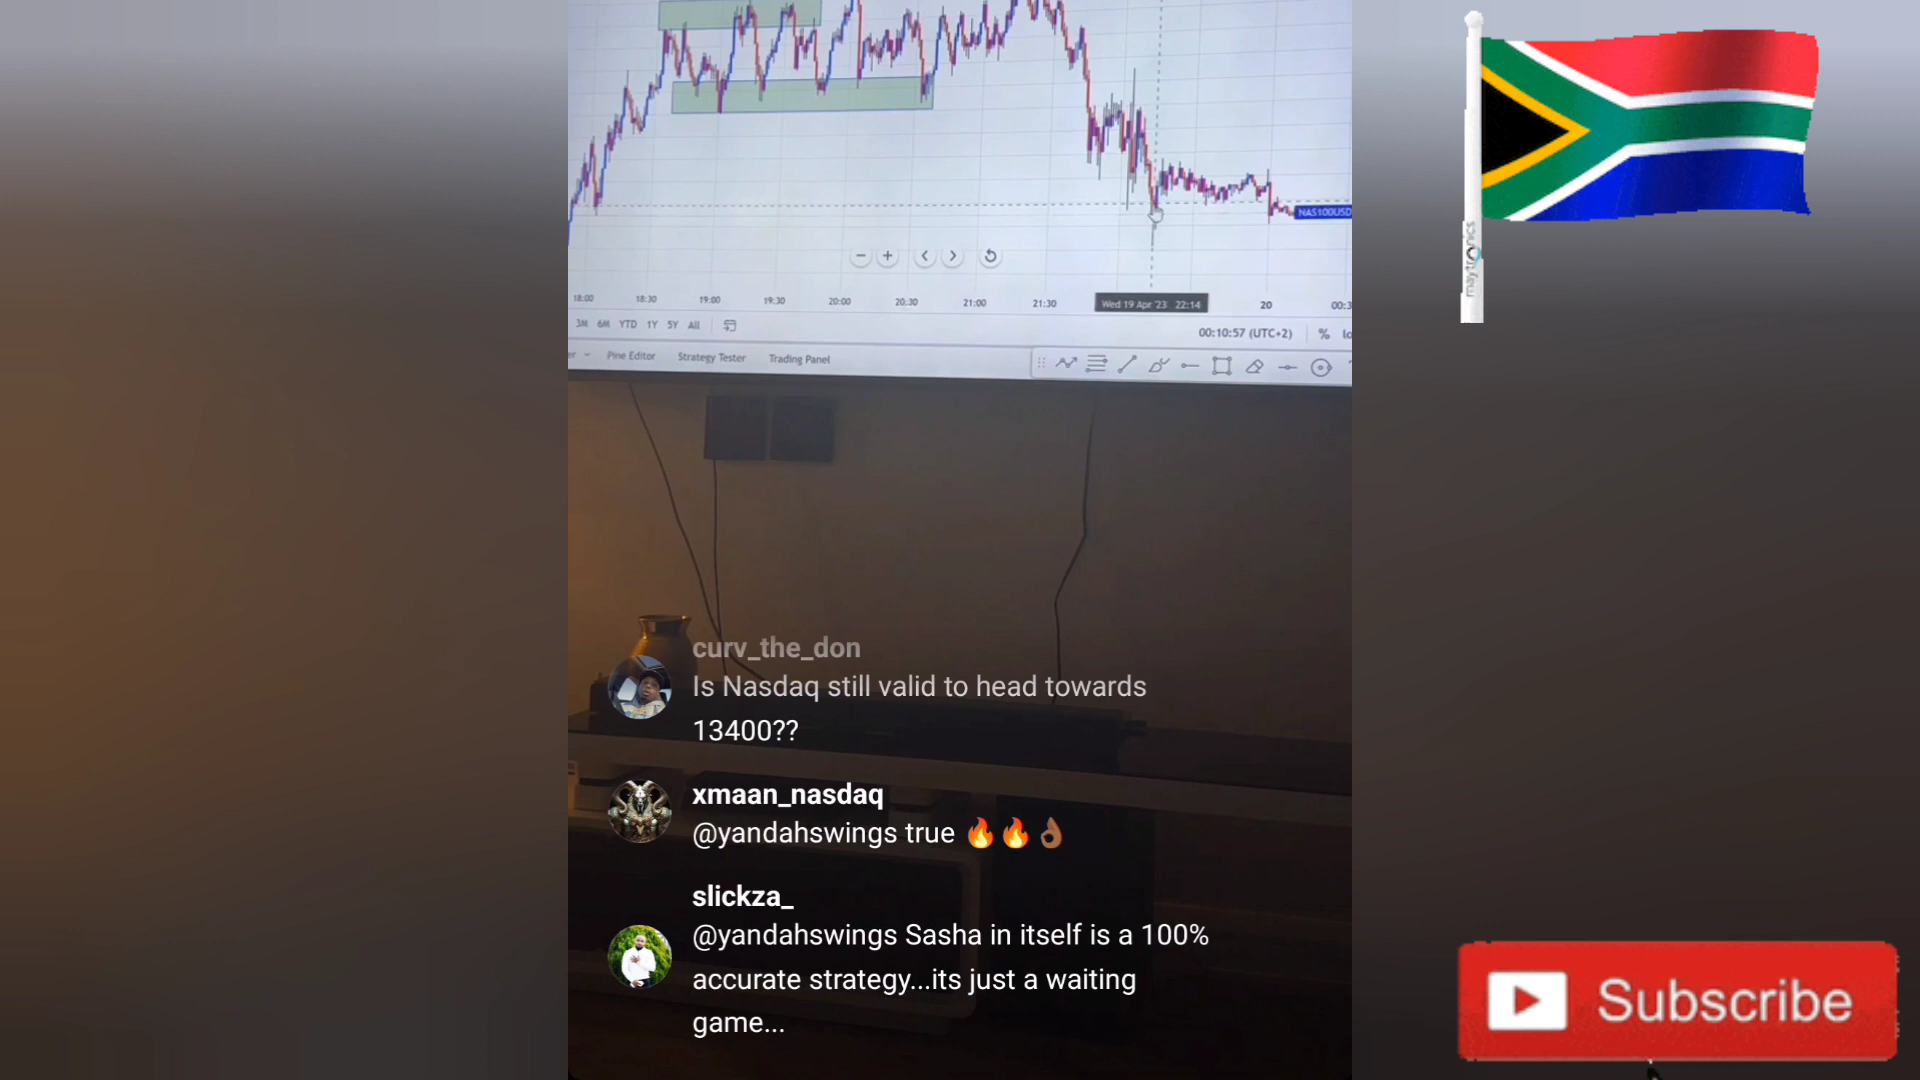 NAS100USD
18:00 18:30 19:00 19:30 20:00 20:30 21:00 21:30 Wed 19 Apr '23 22:14 20
3M 6M YTD 1Y 5Y All
00:10:57 (UTC+2) %
Pine Editor Strategy Tester Trading Panel
maytronics
curv_the_don
Is Nasdaq still valid to head towards
13400??
xmaan_nasdaq
@yandahswings true 🔥🔥👌🏾
slickza_
@yandahswings Sasha in itself is a 100%
accurate strategy...its just a waiting
game...
Subscribe